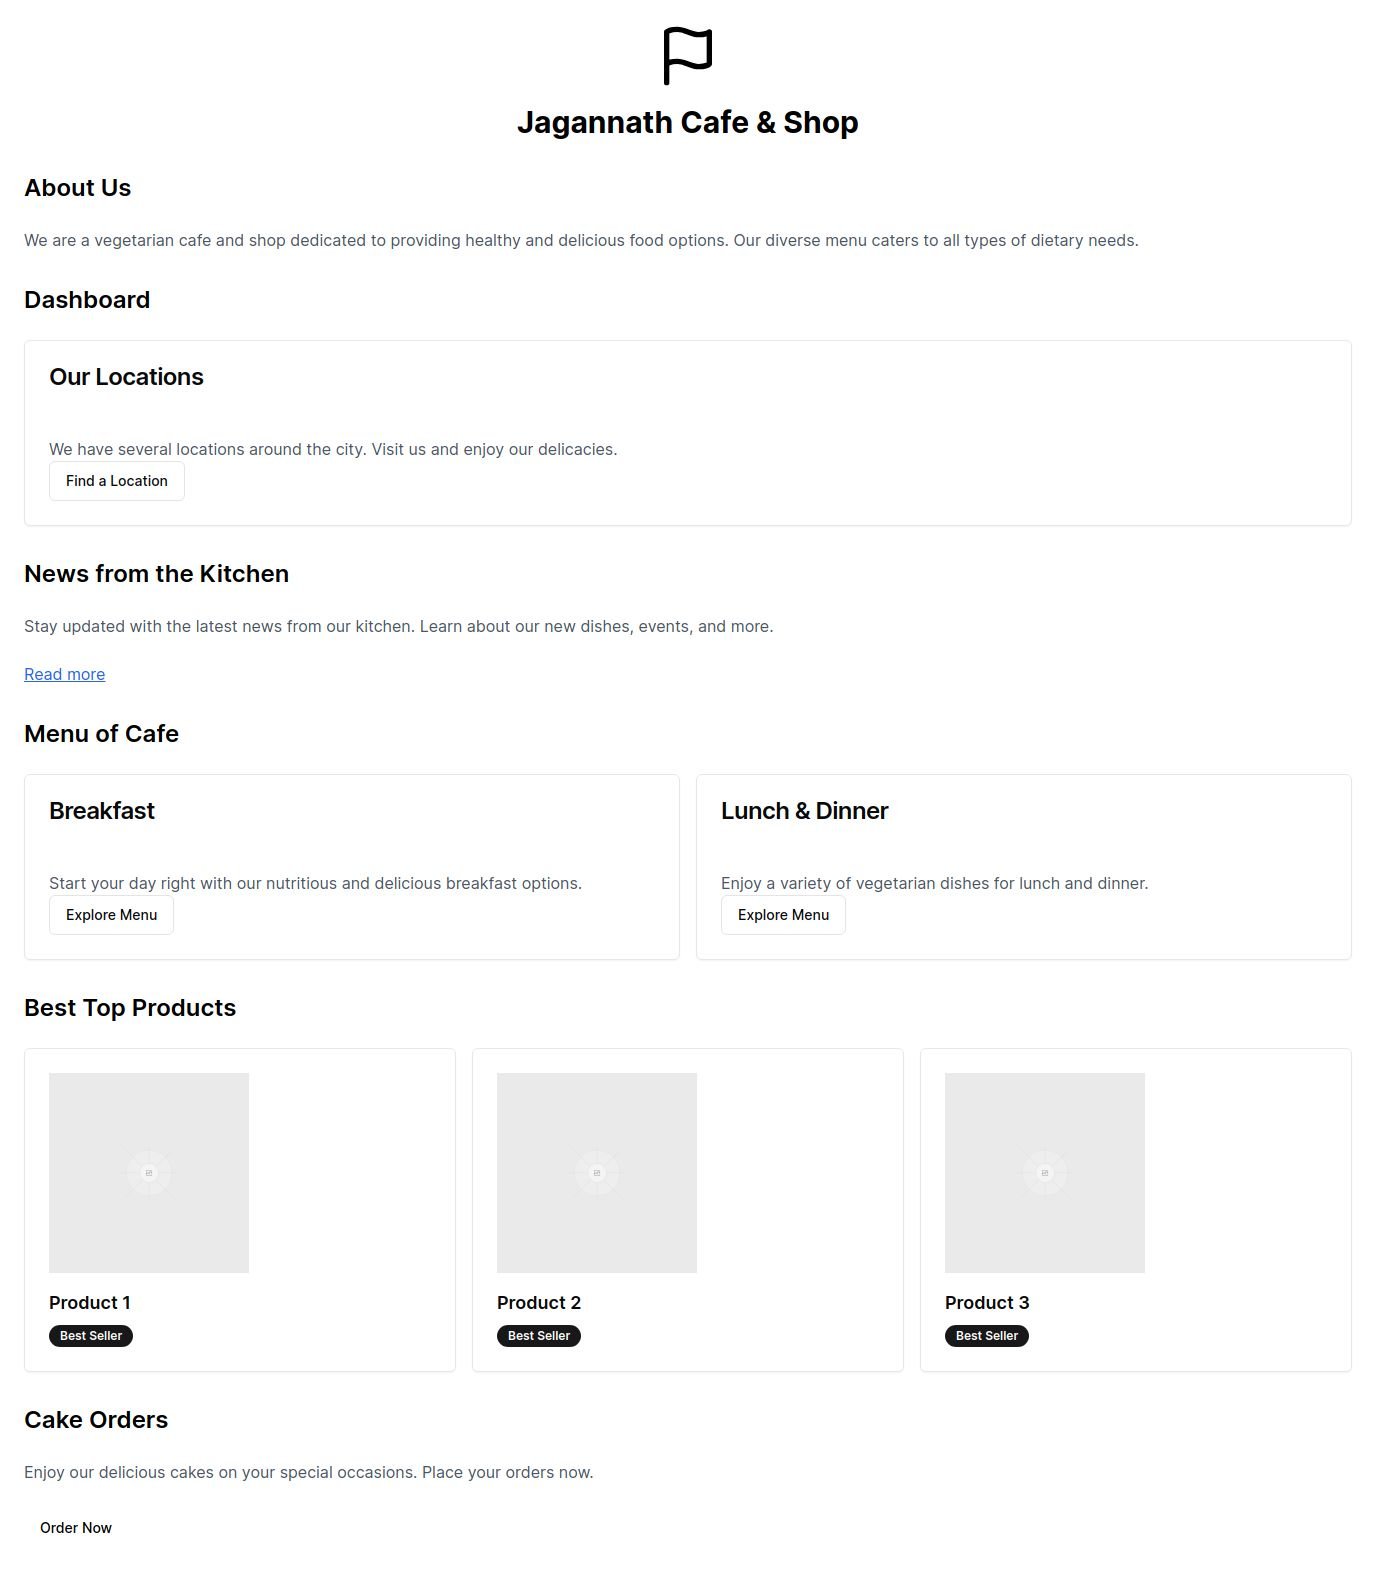 Jagannath Cafe & Shop
About Us
We are a vegetarian cafe and shop dedicated to providing healthy and delicious food options. Our diverse menu caters to all types of dietary needs.
Dashboard
Our Locations
We have several locations around the city. Visit us and enjoy our delicacies.
Find a Location
News from the Kitchen
Stay updated with the latest news from our kitchen. Learn about our new dishes, events, and more.
Read more
Menu of Cafe
Breakfast
Start your day right with our nutritious and delicious breakfast options.
Explore Menu
Lunch & Dinner
Enjoy a variety of vegetarian dishes for lunch and dinner.
Explore Menu
Best Top Products
Product 1
Best Seller
Product 2
Best Seller
Product 3
Best Seller
Cake Orders
Enjoy our delicious cakes on your special occasions. Place your orders now.
Order Now